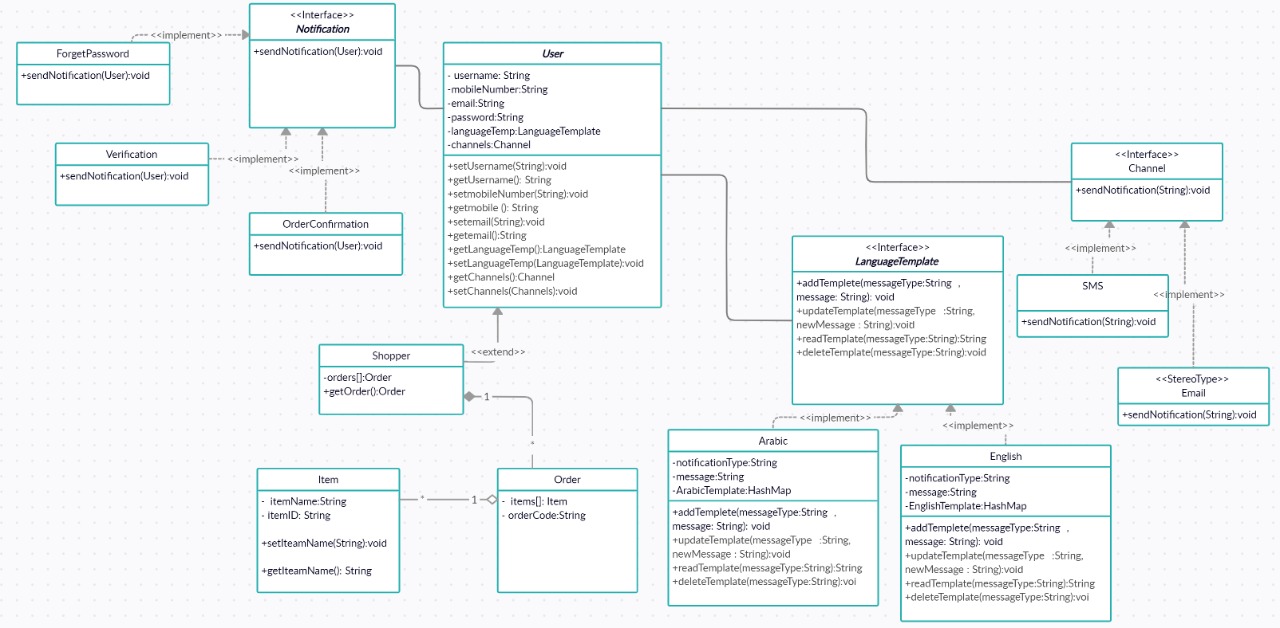 <<Interface>>
Notification
+sendNotification(User):void
<<implement>>
ForgetPassword
+sendNotification(User):void
Verification
+sendNotification(User):void
<<implement>>
<<implement>>
OrderConfirmation
+sendNotification(User):void
User
- username: String
-mobileNumber:String
-email:String
-password:String
-languageTemp:LanguageTemplate
-channels:Channel
+setUsername(String):void
+getUsername(): String
+setmobileNumber(String):void
+getmobile (): String
+setemail(String):void
+getemail():String
+getLanguageTemp():LanguageTemplate
+setLanguageTemp(LanguageTemplate):void
+getChannels():Channel
+setChannels(Channels):void
<<Interface>>
Channel
+sendNotification(String):void
<<implement>>
SMS
+sendNotification(String):void
<<implement>>
<<StereoType>>
Email
+sendNotification(String):void
<<Interface>>
LanguageTemplate
+addTemplete(messageType:String ,
message: String): void
+updateTemplate(messageType :String,
newMessage : String):void
+readTemplate(messageType:String):String
+deleteTemplate(messageType:String):void
<<implement>>
<<implement>>
Arabic
-notificationType:String
-message:String
-ArabicTemplate:HashMap
+addTemplete(messageType:String ,
message: String): void
+updateTemplate(messageType :String,
newMessage : String):void
+readTemplate(messageType:String):String
+deleteTemplate(messageType:String):voi
English
-notificationType:String
-message:String
-EnglishTemplate:HashMap
+addTemplete(messageType:String ,
message: String): void
+updateTemplate(messageType :String,
newMessage : String):void
+readTemplate(messageType:String):String
+deleteTemplate(messageType:String):voi
<<extend>>
Shopper
-orders[]:Order
+getOrder():Order
1
*
Item
- itemName:String
- itemID: String
+setIteamName(String):void
+getIteamName(): String
*
1
Order
- items[]: Item
- orderCode:String